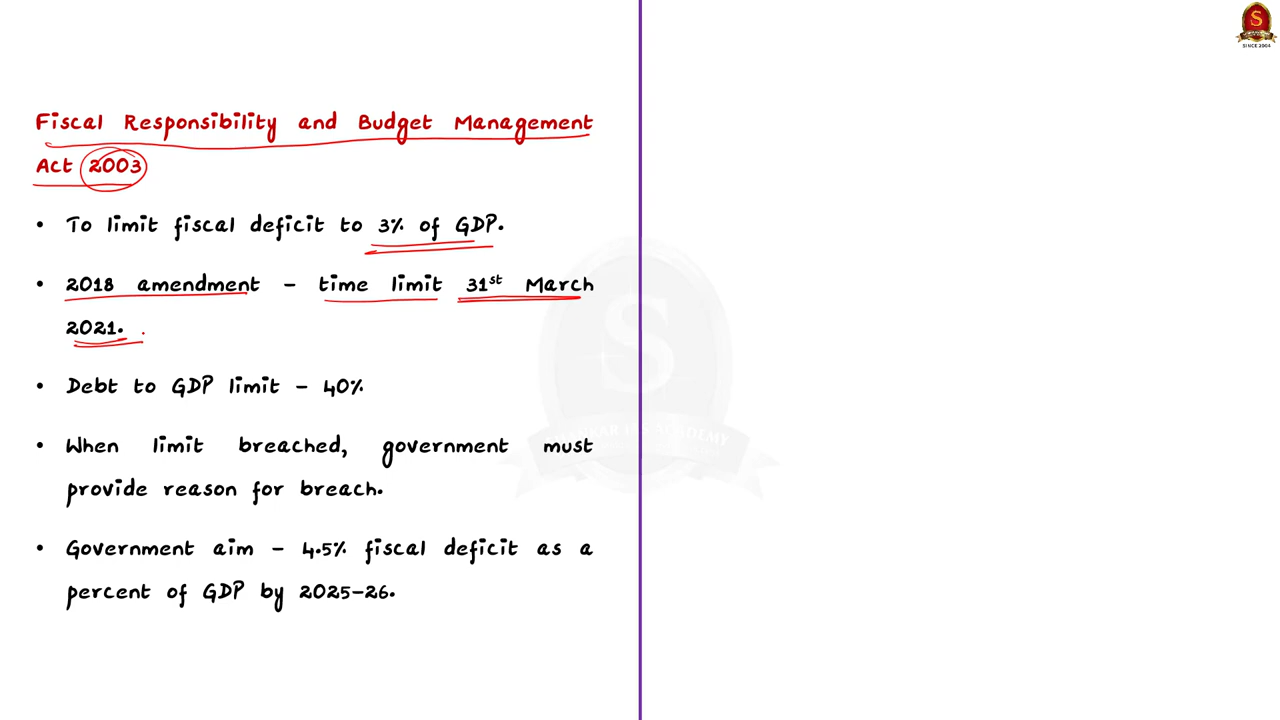 S
SINCE 2004
Fiscal Responsibility and Budget Management
Act 2003
• To limit fiscal deficit to 3% of GDP.
• 2018 amendment – time limit 31st March
2021.
• Debt to GDP limit – 40%
• When limit breached, government must
provide reason for breach.
• Government aim – 4.5% fiscal deficit as a
percent of GDP by 2025-26.